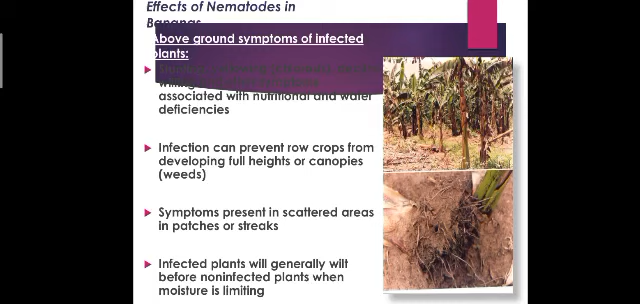 Effects of Nematodes in
Bananas
Above ground symptoms of infected
plants:
associated with nutritional and water
deficiencies
Infection can prevent row crops from
developing full heights or canopies
(weeds)
Symptoms present in scattered areas
in patches or streaks
Infected plants will generally wilt
before noninfected plants when
moisture is limiting